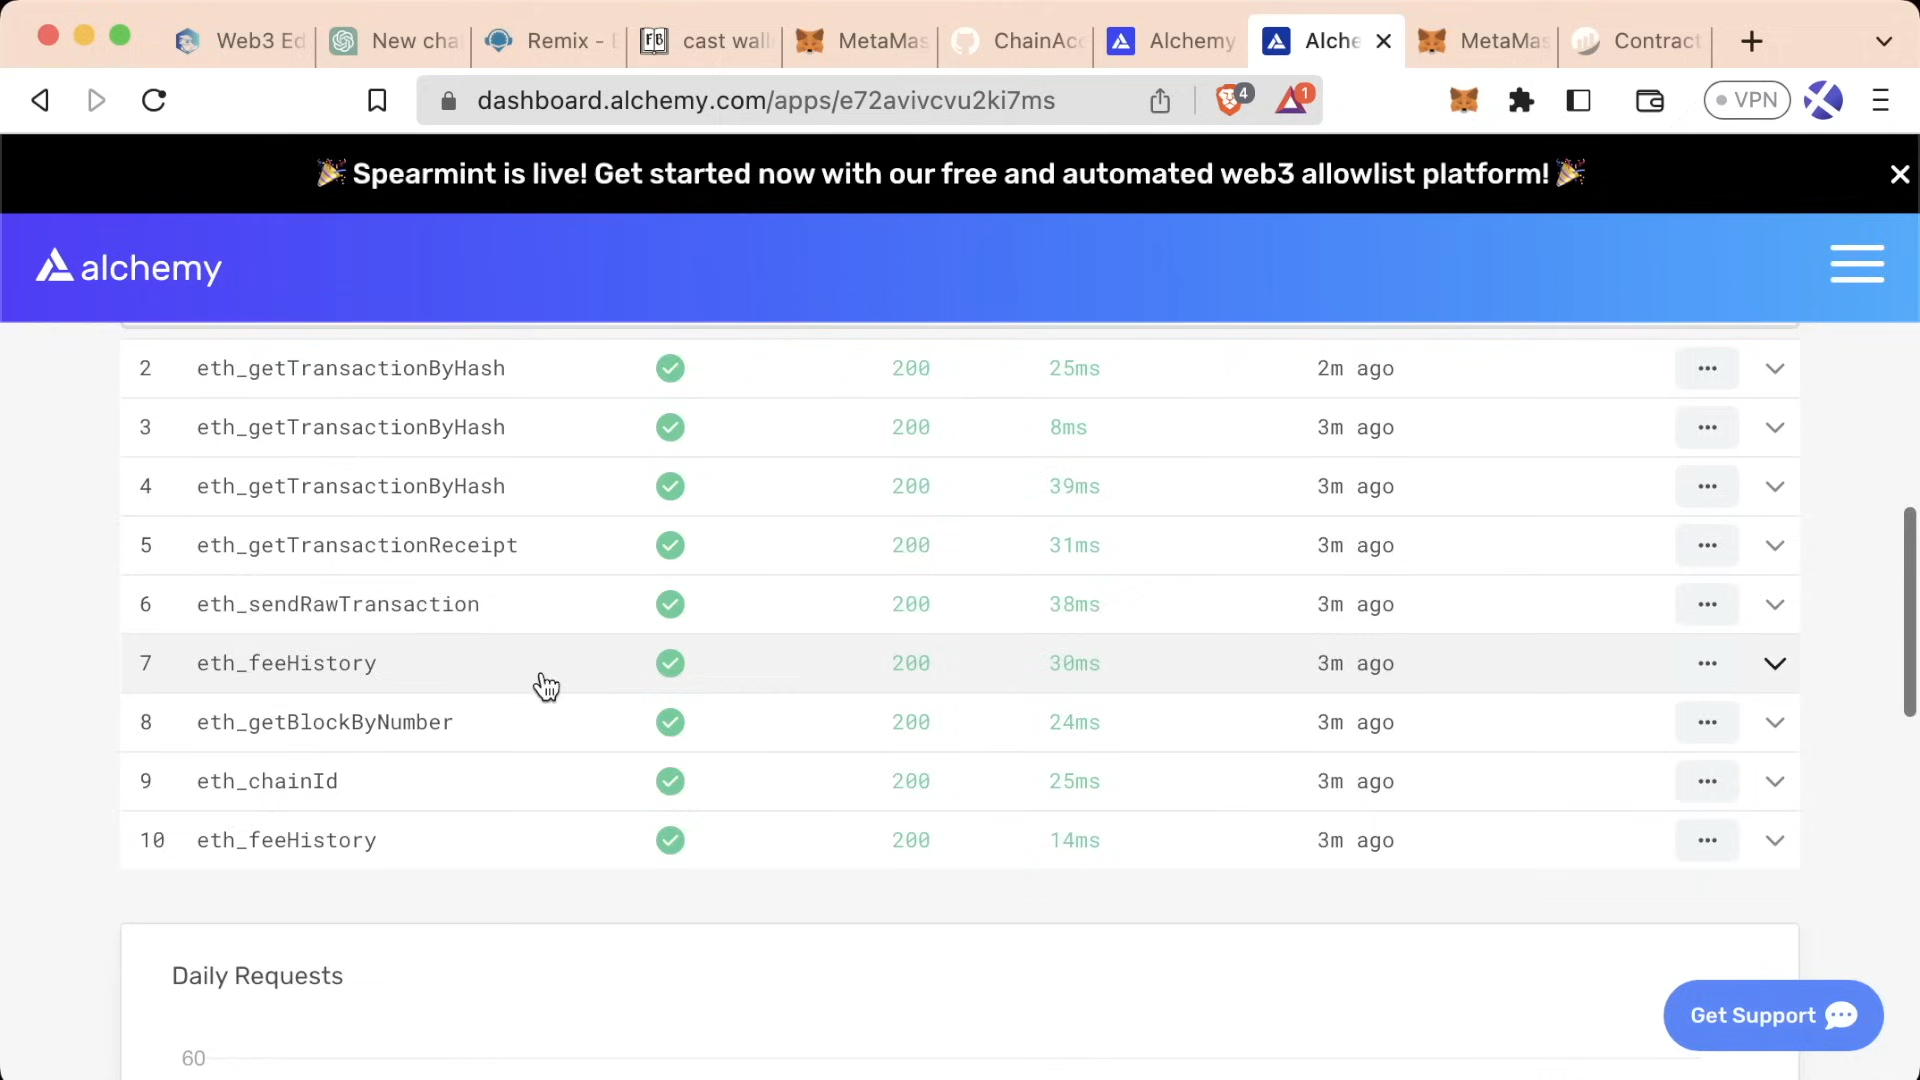 Web3 Ed
New cha
Remix - E
cast wall
MetaMas
ChainAcc
Alchemy
Alche
MetaMas
Contract
dashboard.alchemy.com/apps/e72avivcvu2ki7ms
4
1
VPN
🎉 Spearmint is live! Get started now with our free and automated web3 allowlist platform! 🎉
alchemy
2 eth_getTransactionByHash 200 25ms 2m ago
3 eth_getTransactionByHash 200 8ms 3m ago
4 eth_getTransactionByHash 200 39ms 3m ago
5 eth_getTransactionReceipt 200 31ms 3m ago
6 eth_sendRawTransaction 200 38ms 3m ago
7 eth_feeHistory 200 30ms 3m ago
8 eth_getBlockByNumber 200 24ms 3m ago
9 eth_chainId 200 25ms 3m ago
10 eth_feeHistory 200 14ms 3m ago
Daily Requests
Get Support
60